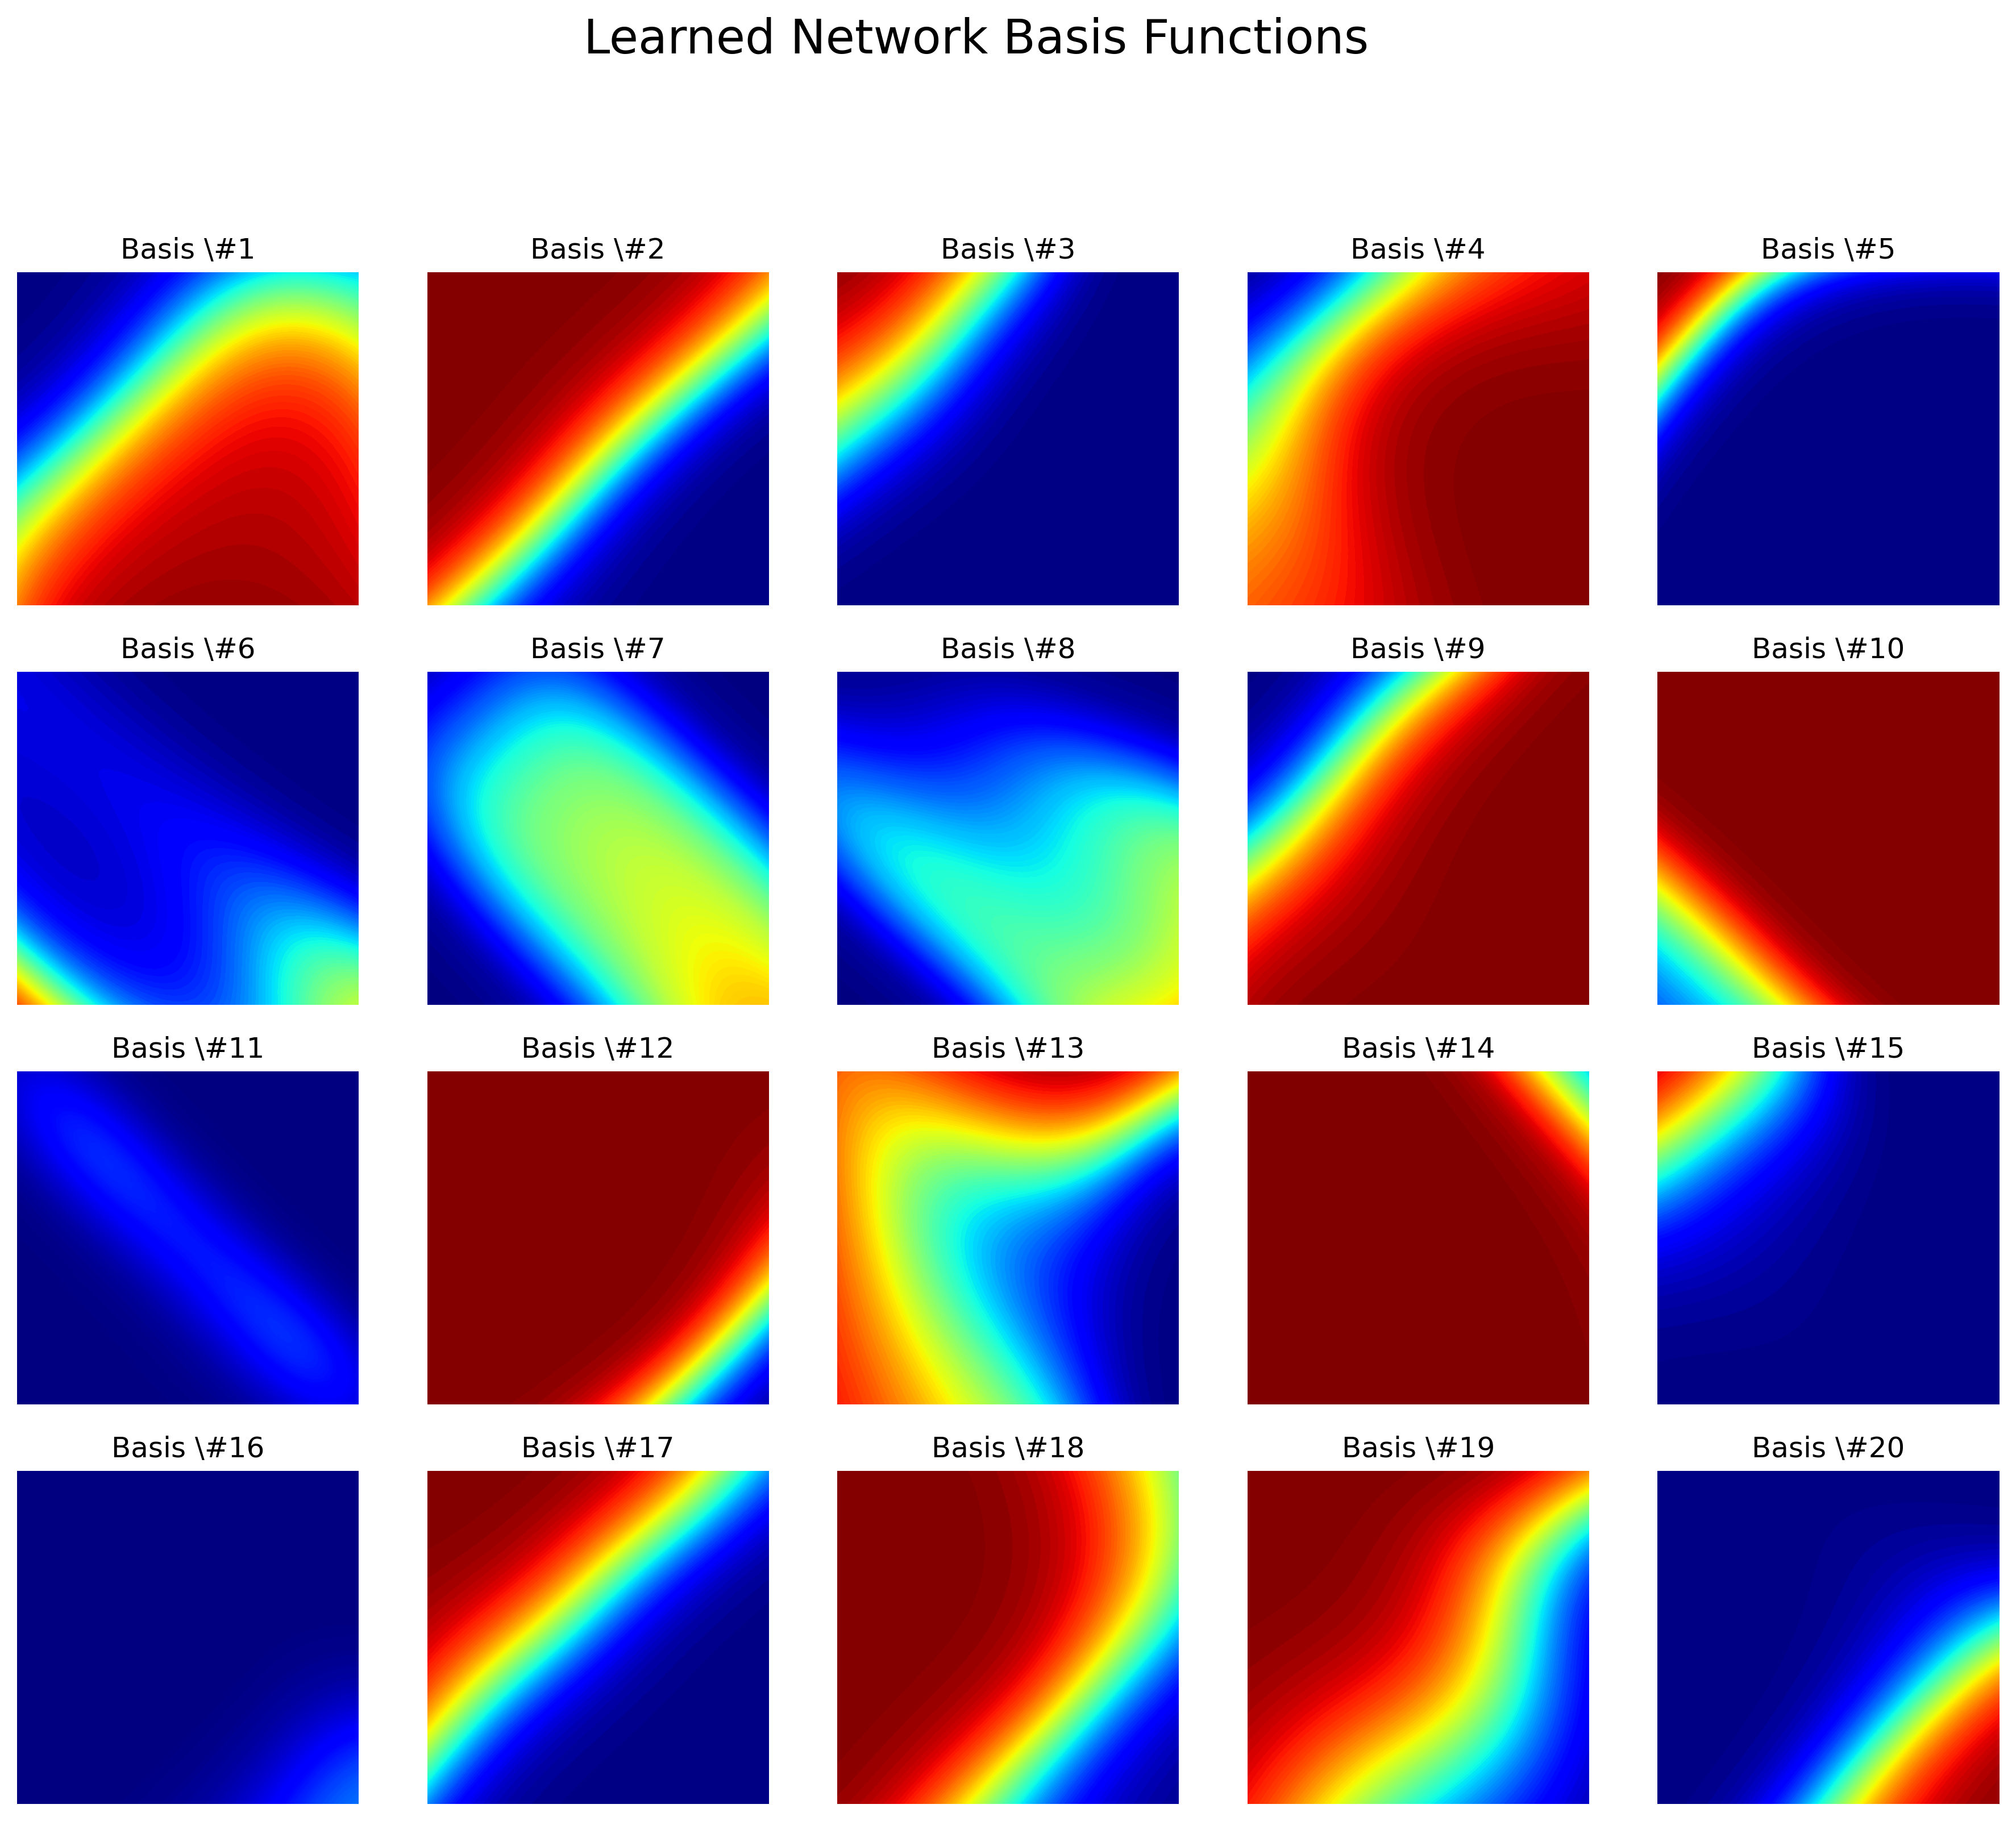 Learned Network Basis Functions
Basis \#1 Basis \#2 Basis \#3 Basis \#4 Basis \#5
Basis \#6 Basis \#7 Basis \#8 Basis \#9 Basis \#10
Basis \#11 Basis \#12 Basis \#13 Basis \#14 Basis \#15
Basis \#16 Basis \#17 Basis \#18 Basis \#19 Basis \#20